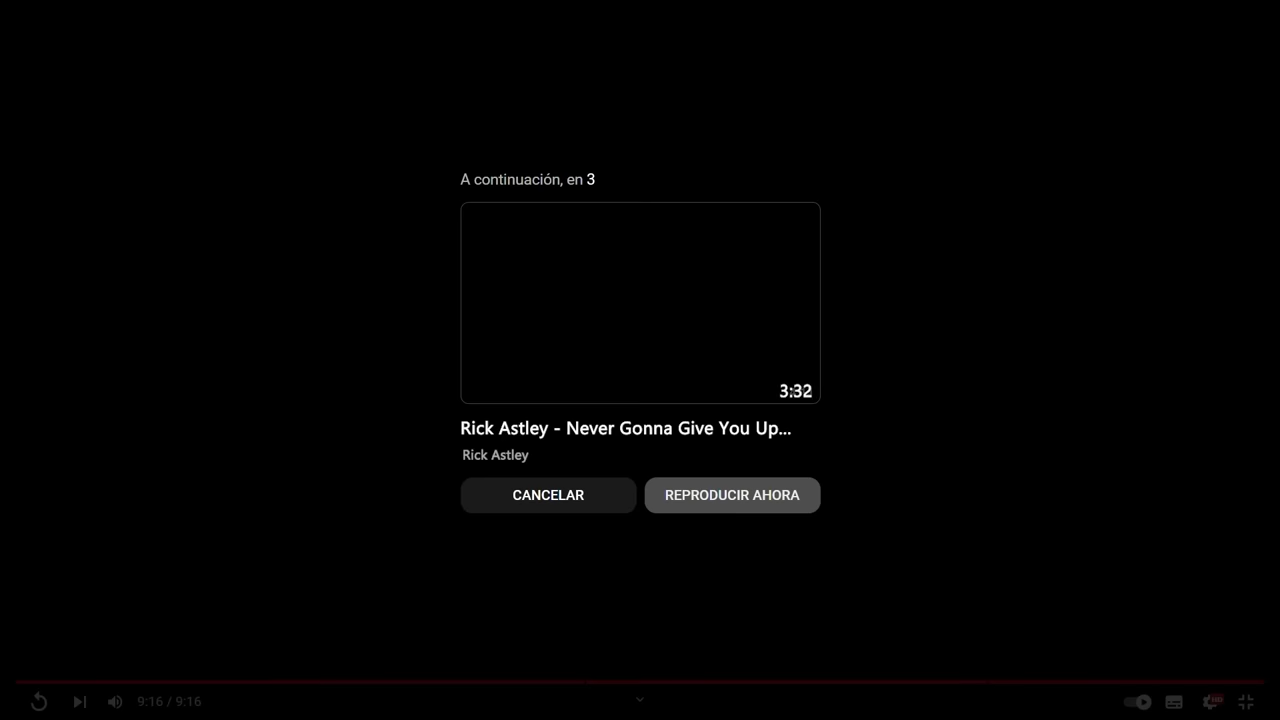 A continuación, en 3
3:32
Rick Astley - Never Gonna Give You Up...
Rick Astley
CANCELAR
REPRODUCIR AHORA
9:16 / 9:16
HD